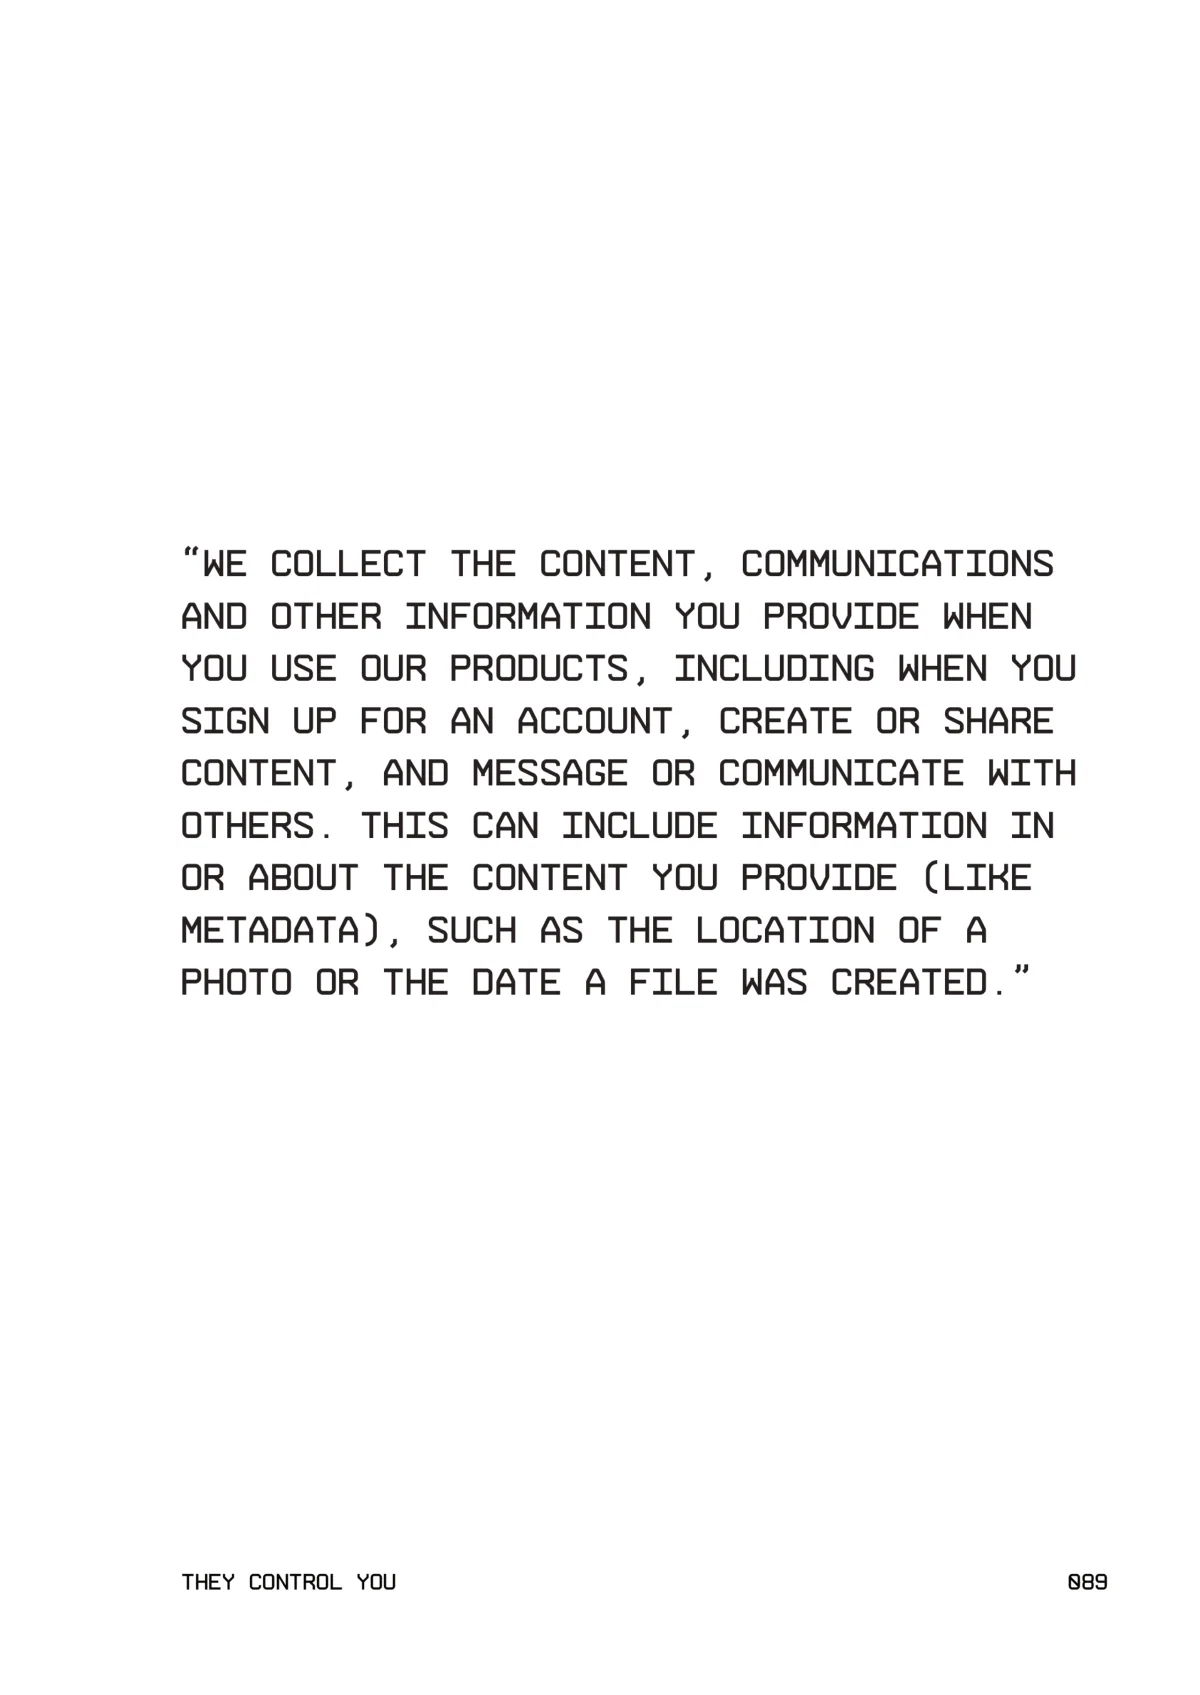 “WE COLLECT THE CONTENT, COMMUNICATIONS
AND OTHER INFORMATION YOU PROVIDE WHEN
YOU USE OUR PRODUCTS, INCLUDING WHEN YOU
SIGN UP FOR AN ACCOUNT, CREATE OR SHARE
CONTENT, AND MESSAGE OR COMMUNICATE WITH
OTHERS. THIS CAN INCLUDE INFORMATION IN
OR ABOUT THE CONTENT YOU PROVIDE (LIKE
METADATA), SUCH AS THE LOCATION OF A
PHOTO OR THE DATE A FILE WAS CREATED.”
THEY CONTROL YOU 089